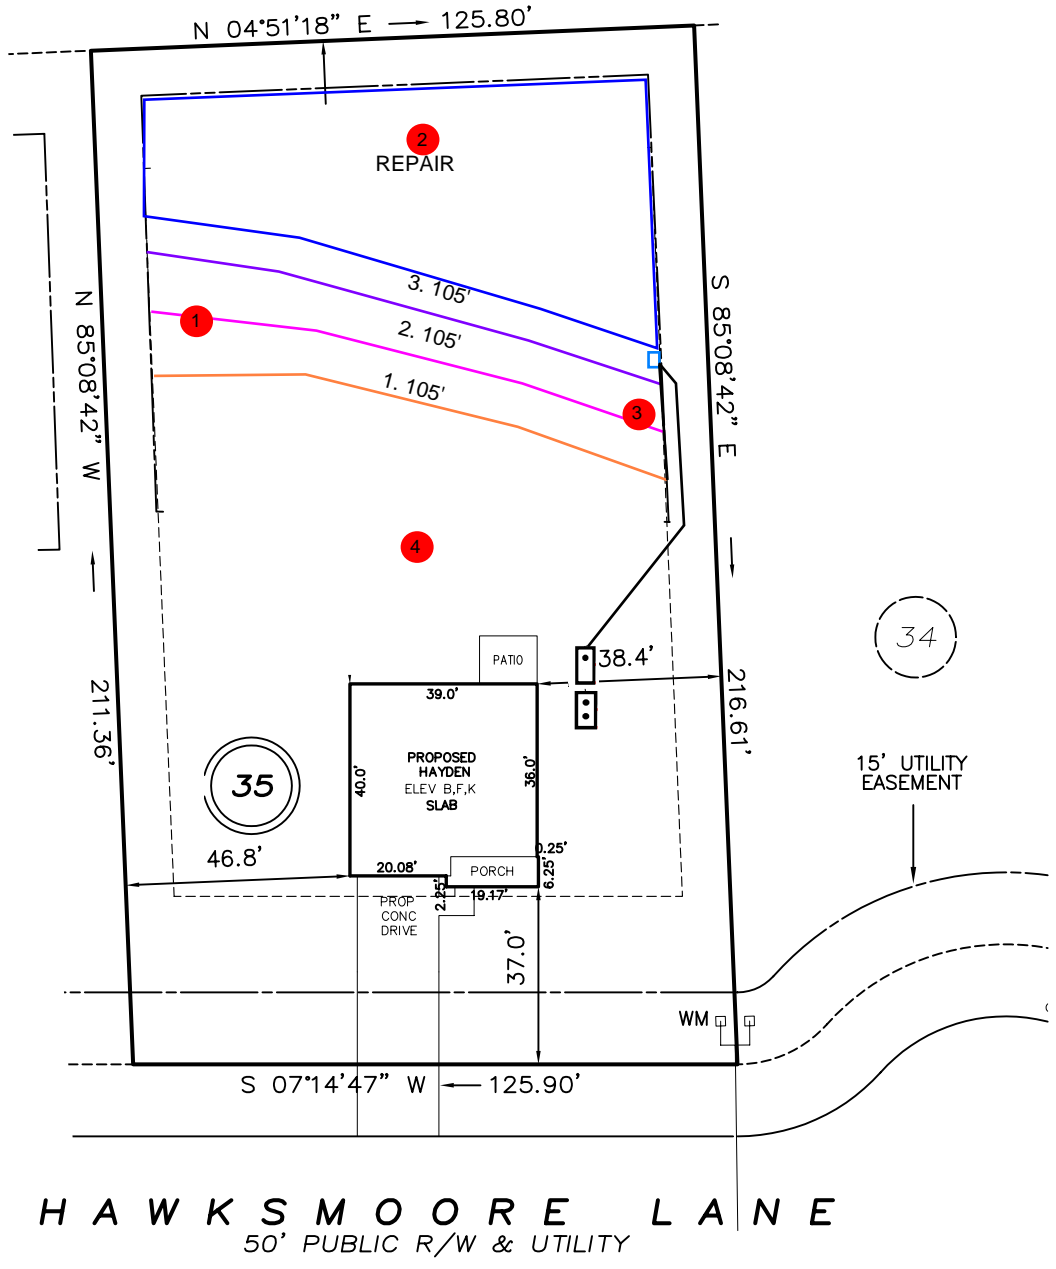 N 04°51'18" E 125.80'
2
REPAIR
3. 105'
2. 105'
1. 105'
1
3
4
N 85°08'42" W
211.36'
S 85°08'42" E
216.61'
34
PATIO
38.4'
39.0'
PROPOSED
HAYDEN
ELEV B,F,K
SLAB
40.0'
36.0'
35
46.8'
20.08'
PORCH
0.25'
6.25'
2.25'
19.17'
PROP
CONC
DRIVE
37.0'
15' UTILITY
EASEMENT
WM
S 07°14'47" W 125.90'
HAWKSMOORE LANE
50' PUBLIC R/W & UTILITY